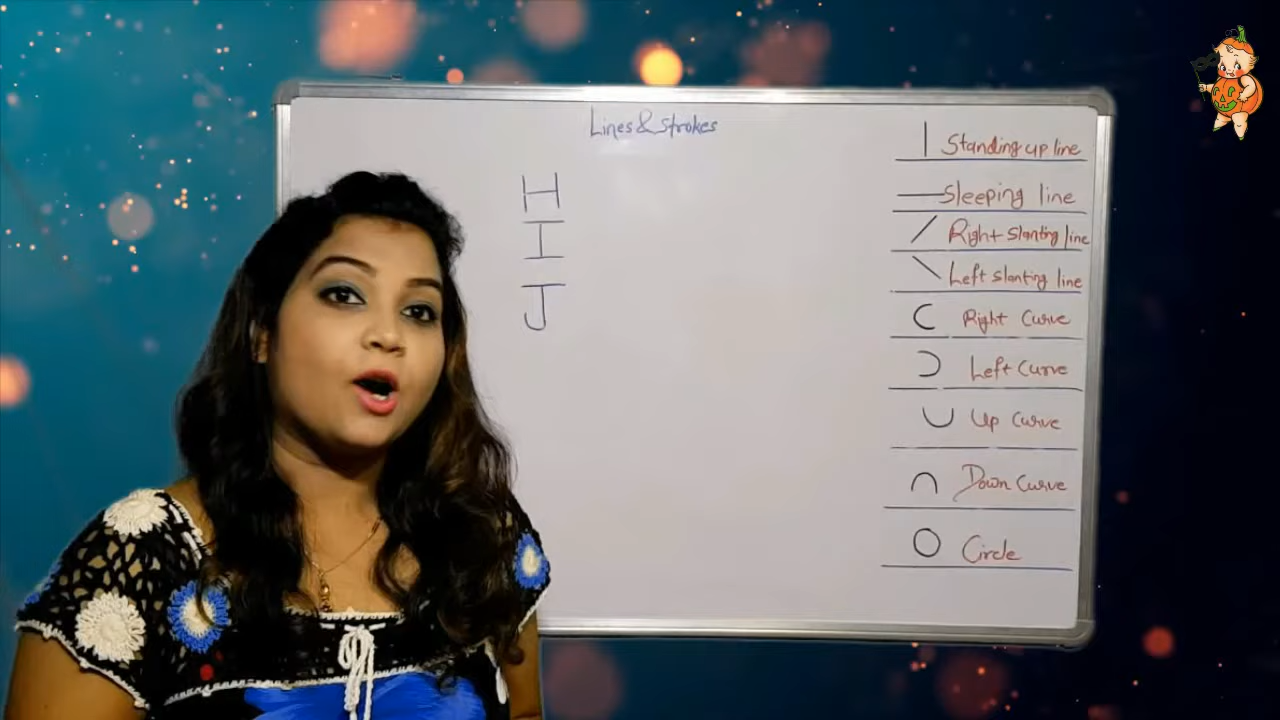 Lines & Strokes
H
I
J
Standing up line
Sleeping line
Right slanting line
Left slanting line
Right Curve
Left Curve
Up Curve
Down Curve
Circle